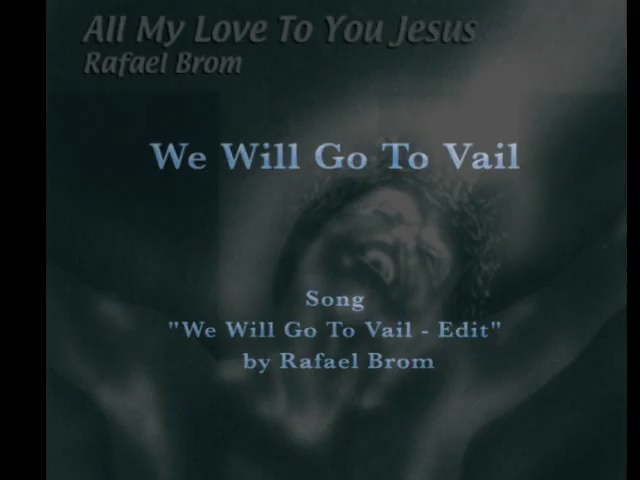 All My Love To You Jesus
Rafael Brom
We Will Go To Vail
Song
"We Will Go To Vail - Edit"
by Rafael Brom